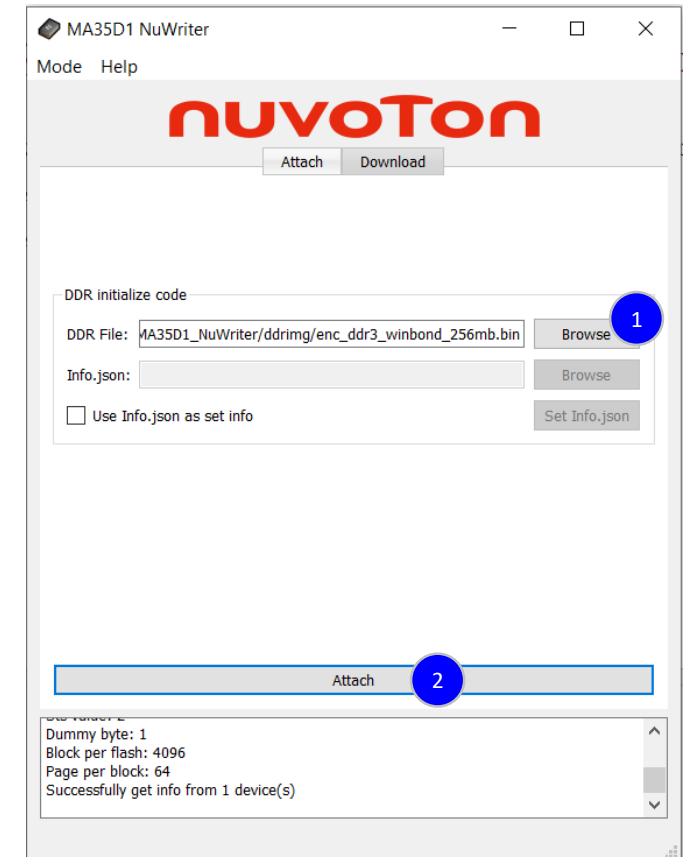 MA35D1 NuWriter
Mode Help
nuvoTon
Attach Download
DDR initialize code
DDR File: MA35D1_NuWriter/ddrimg/enc_ddr3_winbond_256mb.bin Browse 1
Info.json: Browse
Use Info.json as set info Set Info.json
Attach 2
Dummy byte: 1
Block per flash: 4096
Page per block: 64
Successfully get info from 1 device(s)